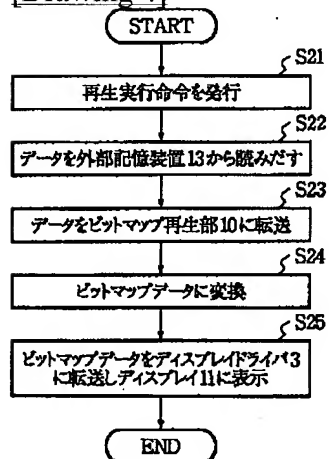 [Drawing 4]
START
S21
再生実行命令を発行
S22
データを外部記憶装置13から読みだす
S23
データをビットマップ再生部10に転送
S24
ビットマップデータに変換
S25
ビットマップデータをディスプレイドライバ3
に転送しディスプレイ11に表示
END